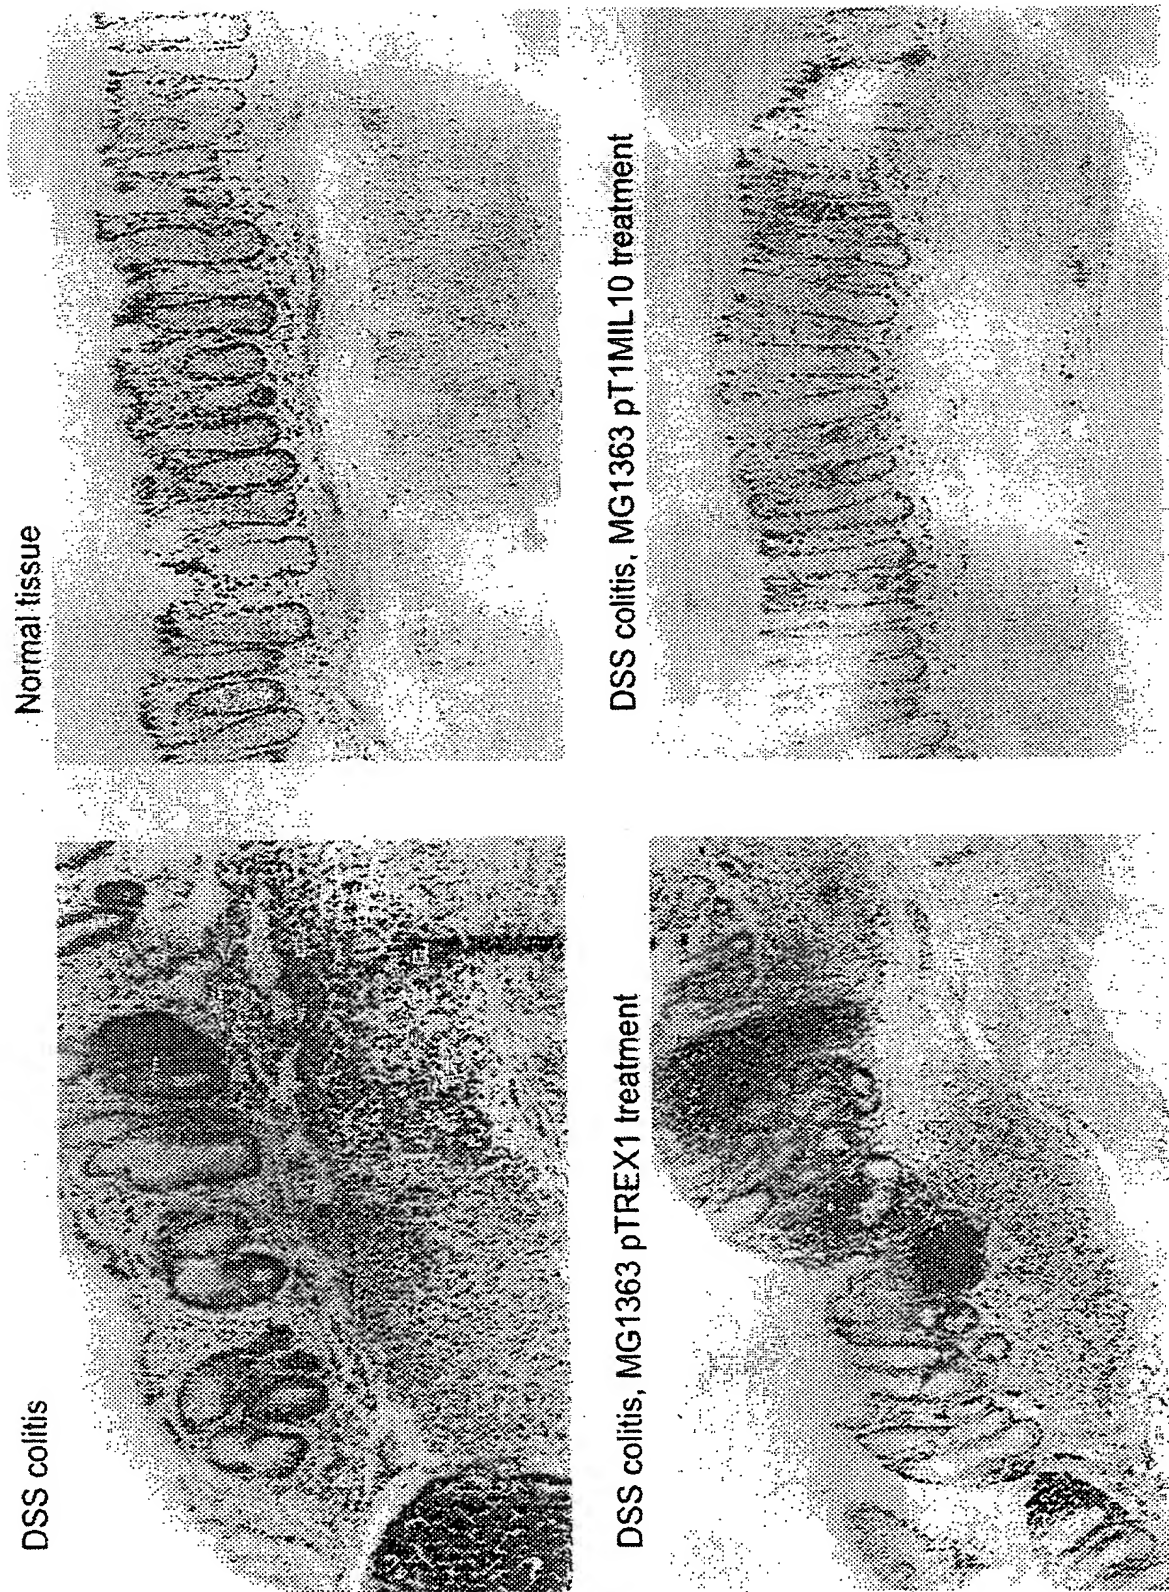 DSS colitis
Normal tissue
DSS colitis, MG1363 pTREX1 treatment
DSS colitis, MG1363 pT1MIL10 treatment